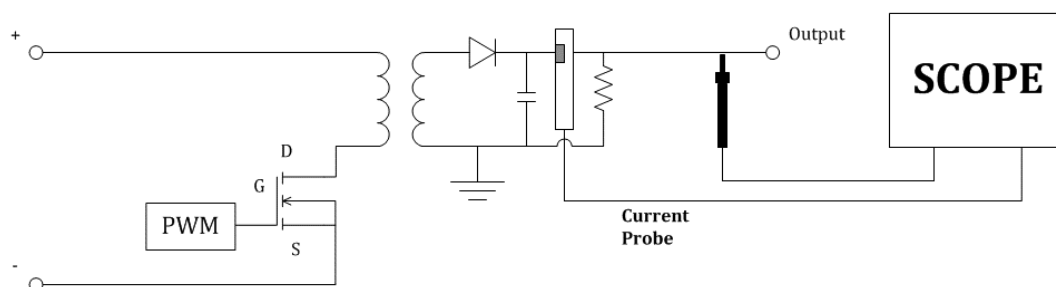 +
Output
SCOPE
D
G
PWM
S
Current
Probe
-